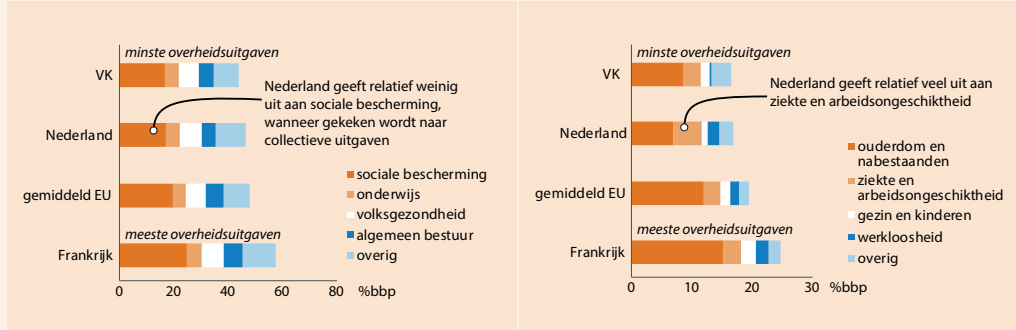 minste overheidsuitgaven
VK
Nederland geeft relatief weinig
uit aan sociale bescherming,
wanneer gekeken wordt naar
collectieve uitgaven
Nederland
sociale bescherming
onderwijs
volksgezondheid
algemeen bestuur
overig
gemiddeld EU
meeste overheidsuitgaven
Frankrijk
0 20 40 60 80 %bbp
minste overheidsuitgaven
VK
Nederland geeft relatief veel uit aan
ziekte en arbeidsongeschiktheid
Nederland
ouderdom en
nabestaanden
ziekte en
arbeidsongeschiktheid
gezin en kinderen
werkloosheid
overig
gemiddeld EU
meeste overheidsuitgaven
Frankrijk
0 10 20 30 %bbp